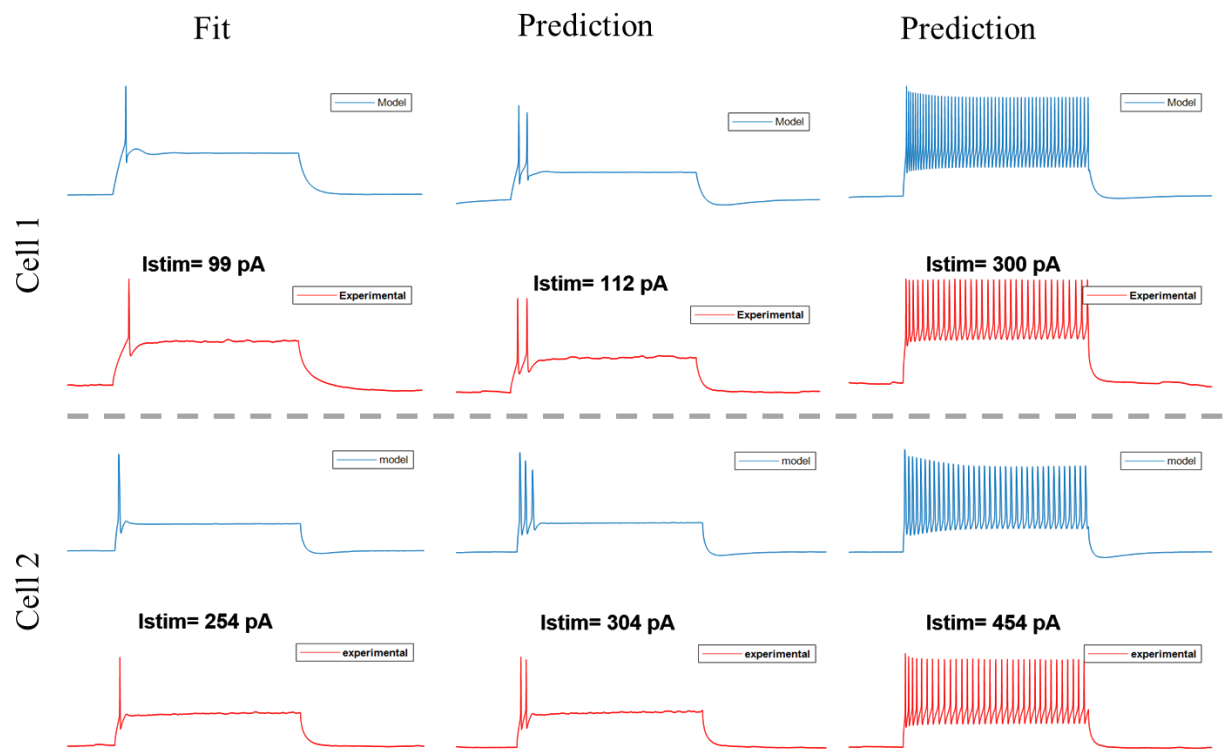 Fit
Prediction
Prediction
Cell 1
Model
Model
Model
Istim= 99 pA
Istim= 112 pA
Istim= 300 pA
Experimental
Experimental
Experimental
Cell 2
model
model
model
Istim= 254 pA
Istim= 304 pA
Istim= 454 pA
experimental
experimental
experimental